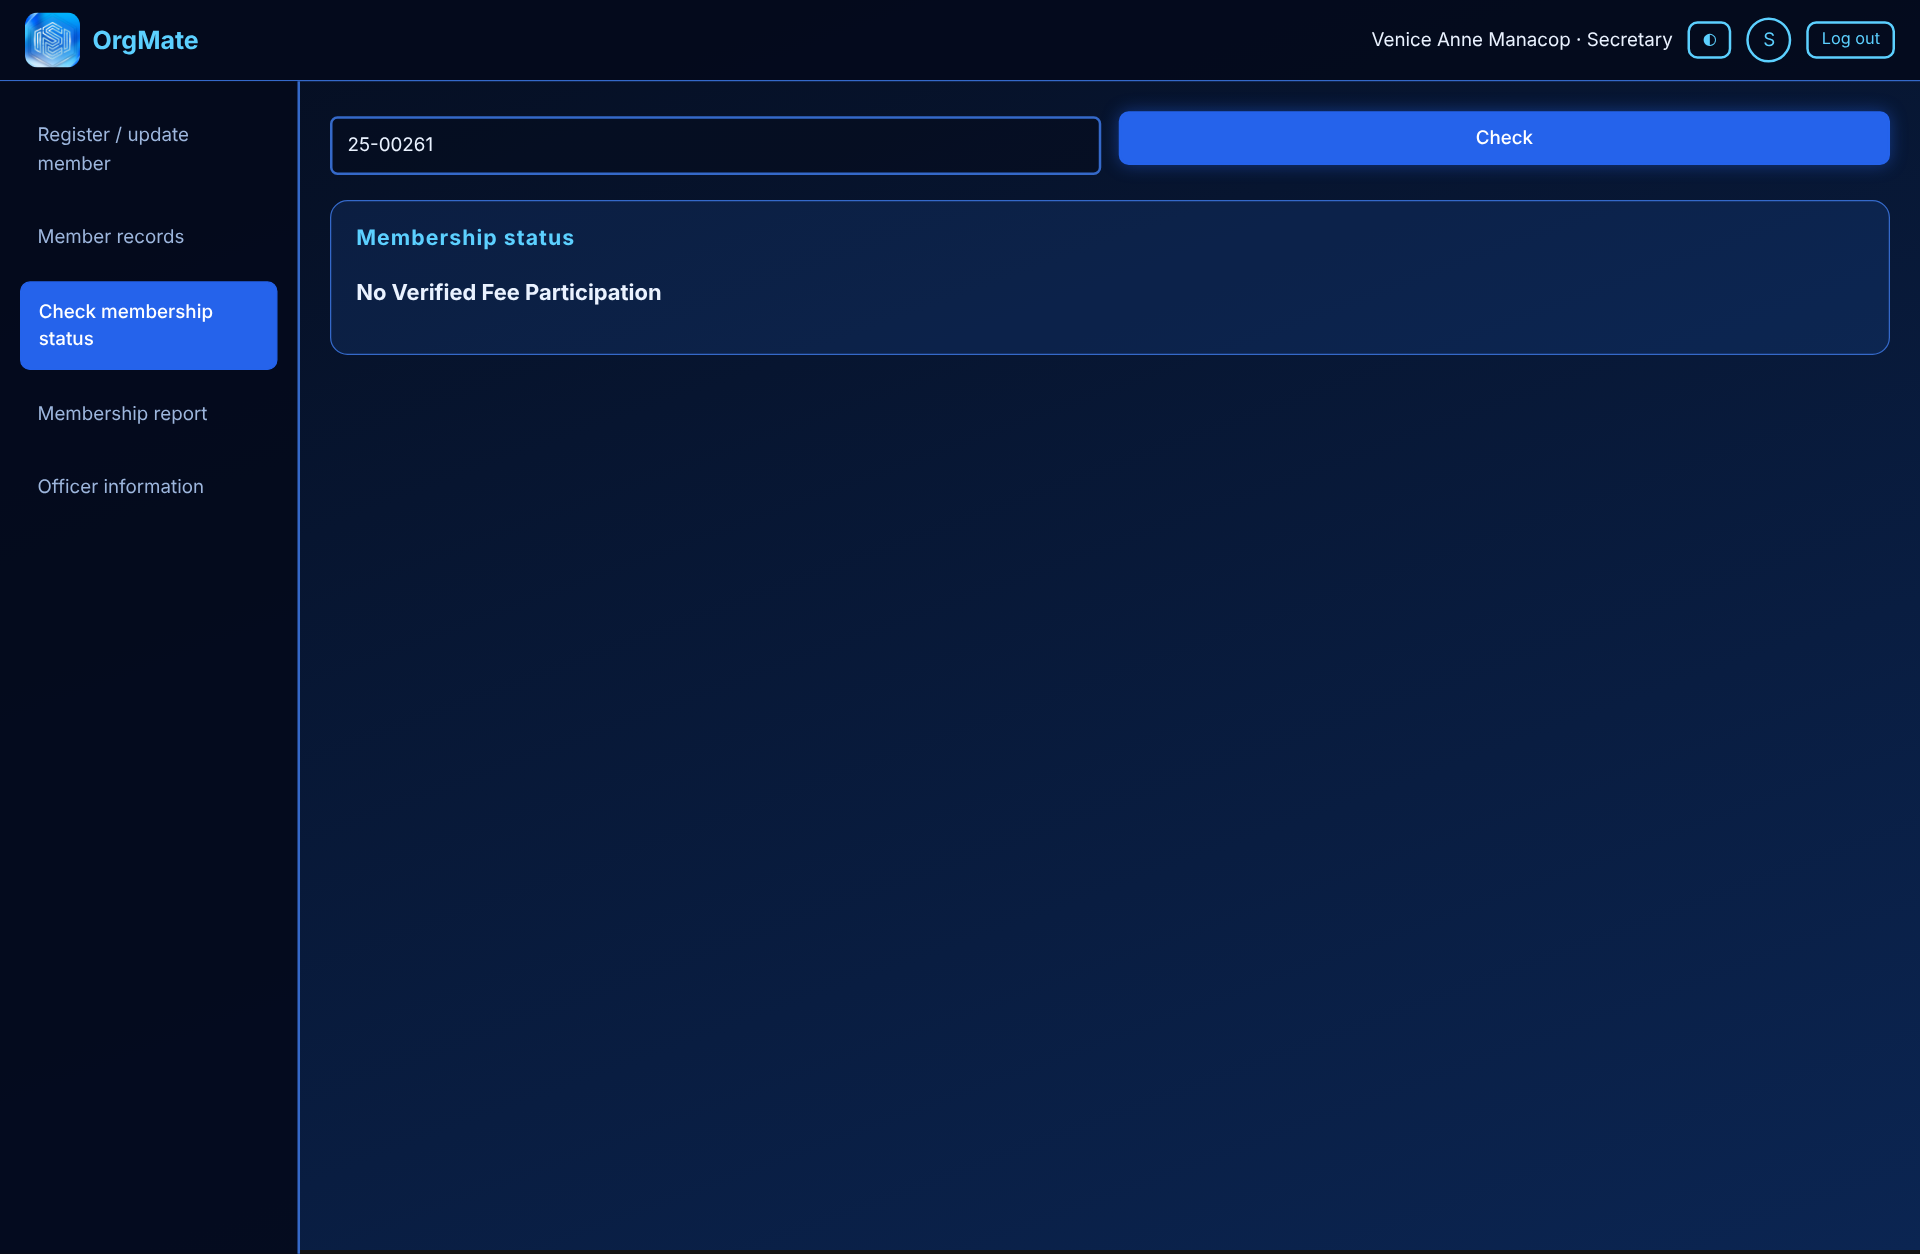 OrgMate
Venice Anne Manacop · Secretary
S
Log out
Register / update
member
Member records
Check membership
status
Membership report
Officer information
25-00261
Check
Membership status
No Verified Fee Participation